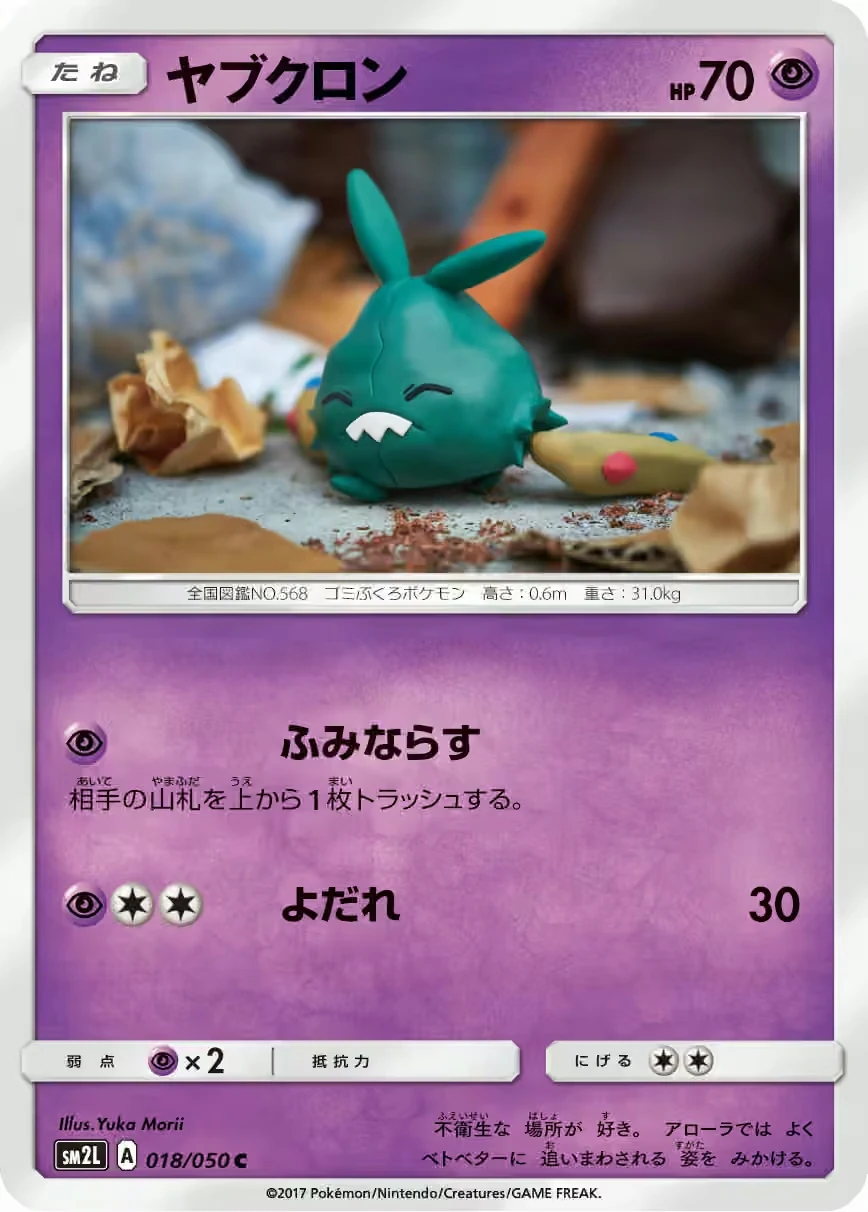 たね ヤブクロン HP70
全国図鑑NO.568 ゴミぶくろポケモン 高さ:0.6m 重さ:31.0kg
ふみならす
相手の山札を上から1枚トラッシュする。
よだれ 30
弱点 ×2 抵抗力 にげる
Illus.Yuka Morii
不衛生な 場所が 好き。 アローラでは よく
ベトベターに 追いまわされる 姿を みかける。
SM2L A 018/050 C
©2017 Pokémon/Nintendo/Creatures/GAME FREAK.